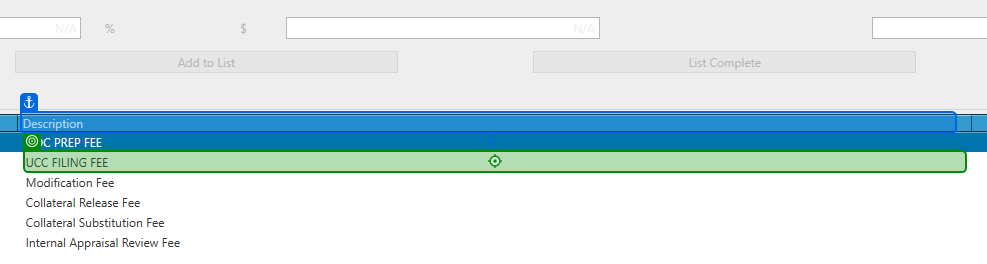 N/A % $ N/A
Add to List List Complete
Description
C PREP FEE
UCC FILING FEE
Modification Fee
Collateral Release Fee
Collateral Substitution Fee
Internal Appraisal Review Fee